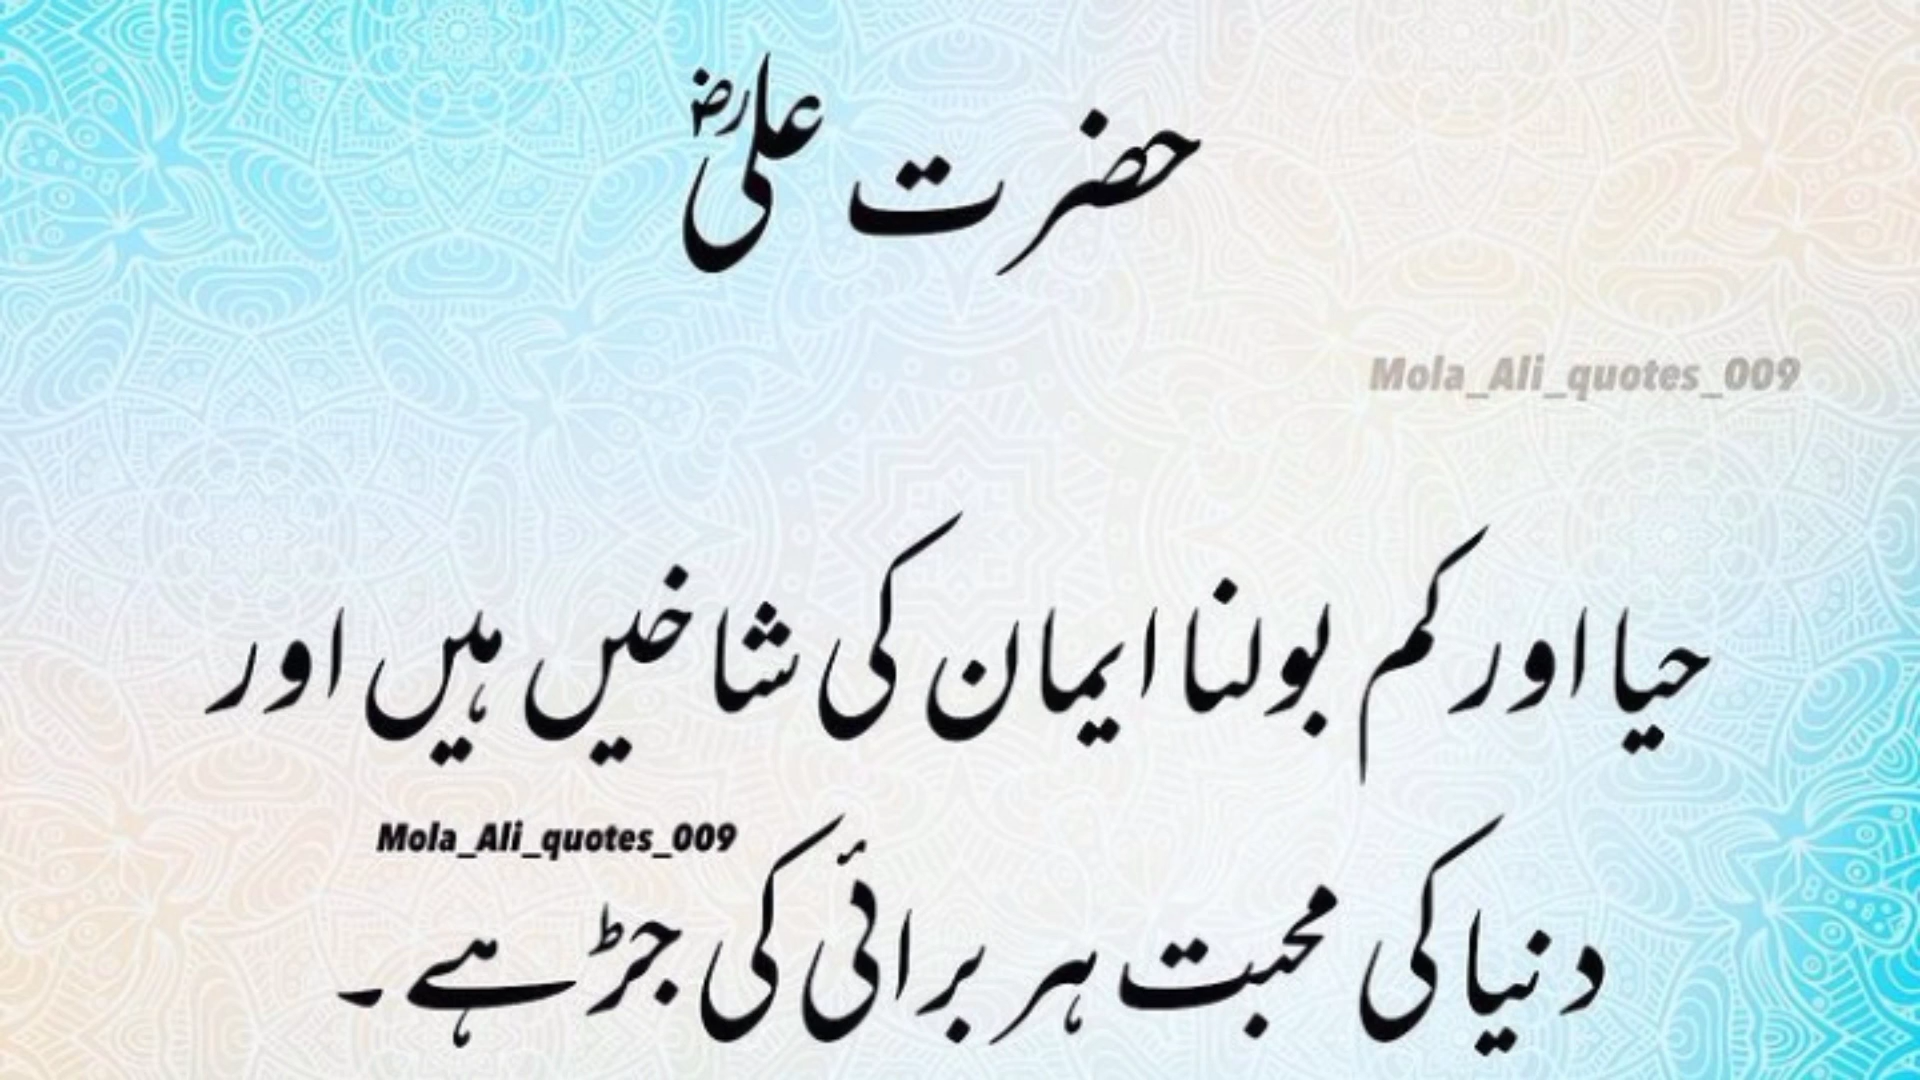 حضرت علیؓ
Mola_Ali_quotes_009
حیا اور کم بولنا ایمان کی شاخیں ہیں اور
Mola_Ali_quotes_009
دنیا کی محبت ہر برائی کی جڑ ہے ۔